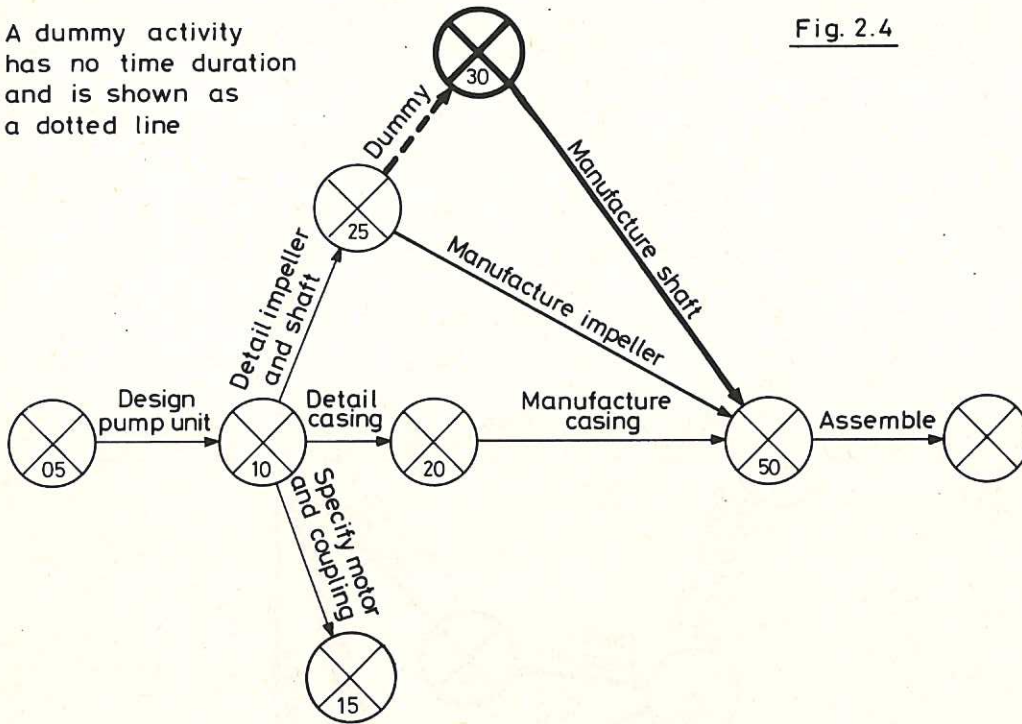 A dummy activity
has no time duration
and is shown as
a dotted line
Fig. 2.4
30
Dummy
Manufacture shaft
25
Detail impeller
and shaft
Manufacture impeller
Design
pump unit
Detail
casing
Manufacture
casing
Assemble
05
10
20
50
Specify motor
and coupling
15